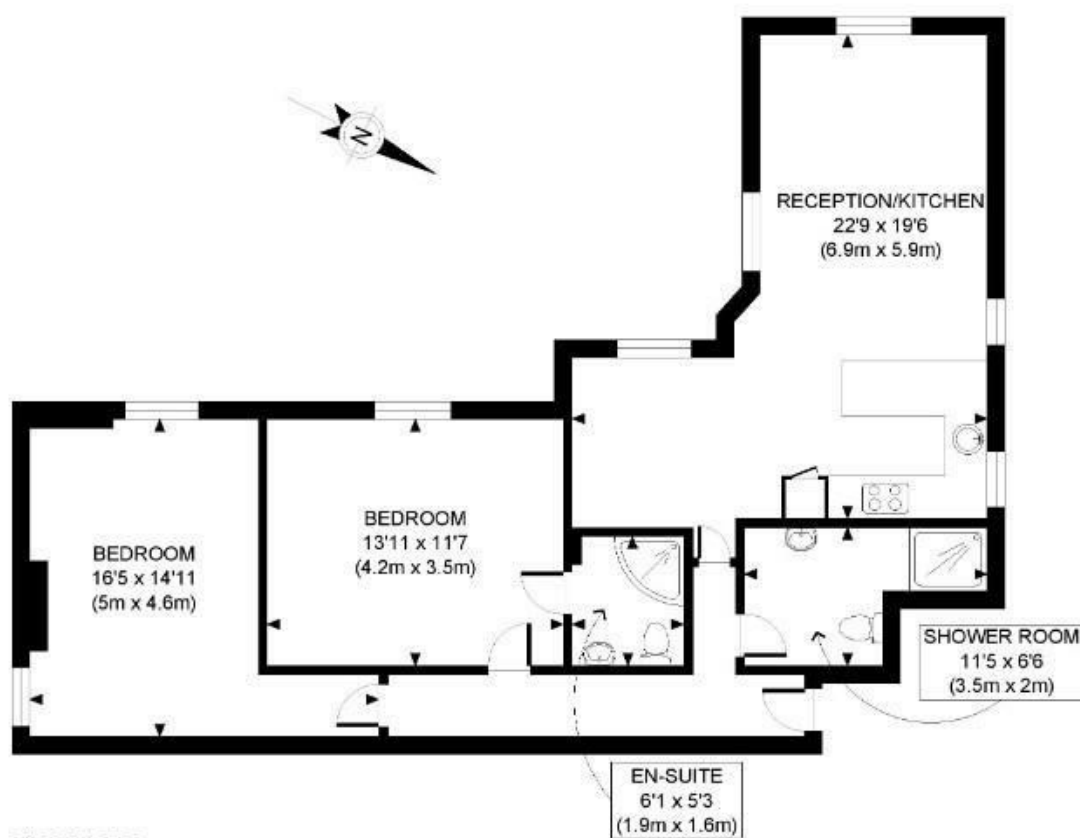 N
RECEPTION/KITCHEN
22'9 x 19'6
(6.9m x 5.9m)
BEDROOM
13'11 x 11'7
(4.2m x 3.5m)
BEDROOM
16'5 x 14'11
(5m x 4.6m)
SHOWER ROOM
11'5 x 6'6
(3.5m x 2m)
EN-SUITE
6'1 x 5'3
(1.9m x 1.6m)